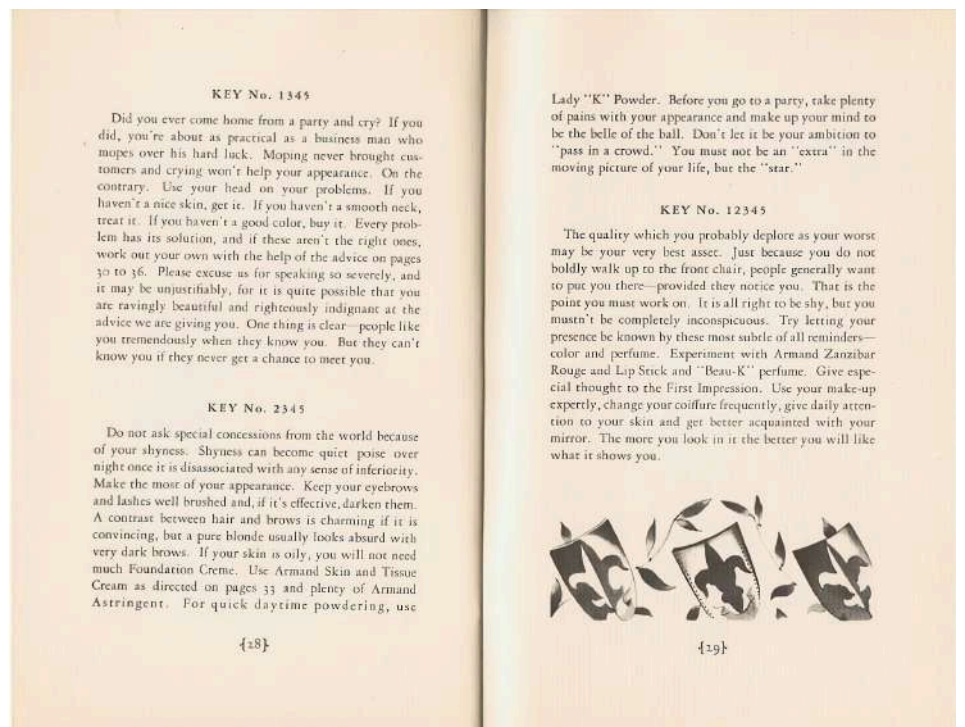 KEY No. 1345
Did you ever come home from a party and cry? If you
did, you're about as practical as a business man who
mopes over his hard luck. Moping never brought cus-
tomers and crying won't help your appearance. On the
contrary. Use your head on your problems. If you
haven't a nice skin, get it. If you haven't a smooth neck,
treat it. If you haven't a good color, buy it. Every prob-
lem has its solution, and if these aren't the right ones,
work out your own with the help of the advice on pages
30 to 36. Please excuse us for speaking so severely, and
it may be unjustifiably, for it is quite possible that you
are ravingly beautiful and righteously indignant at the
advice we are giving you. One thing is clear—people like
you tremendously when they know you. But they can't
know you if they never get a chance to meet you.
KEY No. 2345
Do not ask special concessions from the world because
of your shyness. Shyness can become quiet poise over
night once it is disassociated with any sense of inferiority.
Make the most of your appearance. Keep your eyebrows
and lashes well brushed and, if it's effective, darken them.
A contrast between hair and brows is charming if it is
convincing, but a pure blonde usually looks absurd with
very dark brows. If your skin is oily, you will not need
much Foundation Creme. Use Armand Skin and Tissue
Cream as directed on pages 33 and plenty of Armand
Astringent. For quick daytime powdering, use
{28}
Lady "K" Powder. Before you go to a party, take plenty
of pains with your appearance and make up your mind to
be the belle of the ball. Don't let it be your ambition to
"pass in a crowd." You must not be an "extra" in the
moving picture of your life, but the "star."
KEY No. 12345
The quality which you probably deplore as your worst
may be your very best asset. Just because you do not
boldly walk up to the front chair, people generally want
to put you there—provided they notice you. That is the
point you must work on. It is all right to be shy, but you
mustn't be completely inconspicuous. Try letting your
presence be known by these most subtle of all reminders—
color and perfume. Experiment with Armand Zanzibar
Rouge and Lip Stick and "Beau-K" perfume. Give espe-
cial thought to the First Impression. Use your make-up
expertly, change your coiffure frequently, give daily atten-
tion to your skin and get better acquainted with your
mirror. The more you look in it the better you will like
what it shows you.
{29}